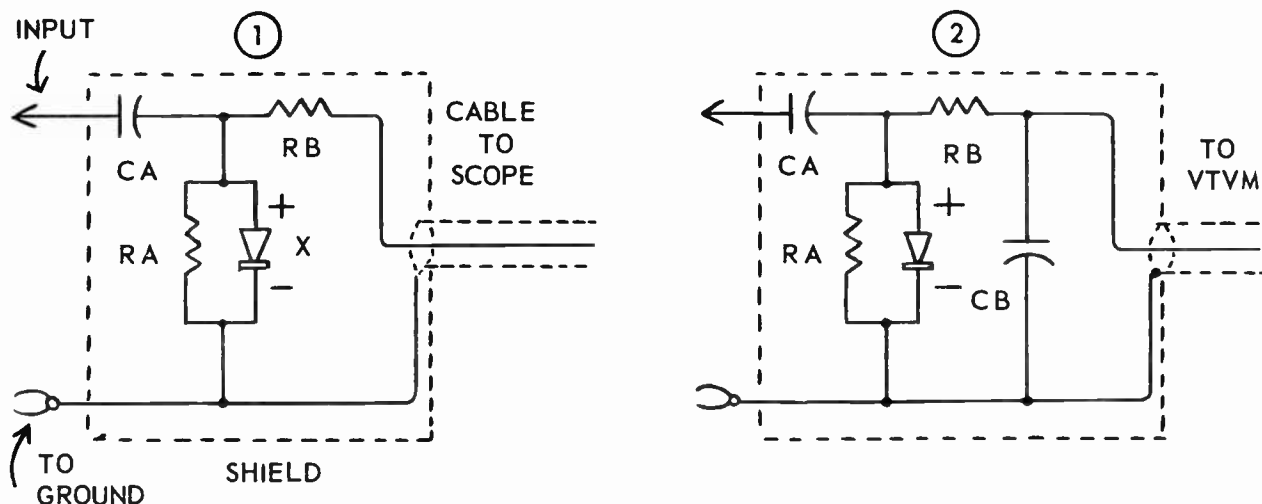 INPUT
1
CA
RB
CABLE
TO
SCOPE
RA
+
X
−
TO
GROUND
SHIELD
2
CA
RB
TO
VTVM
RA
+
−
CB